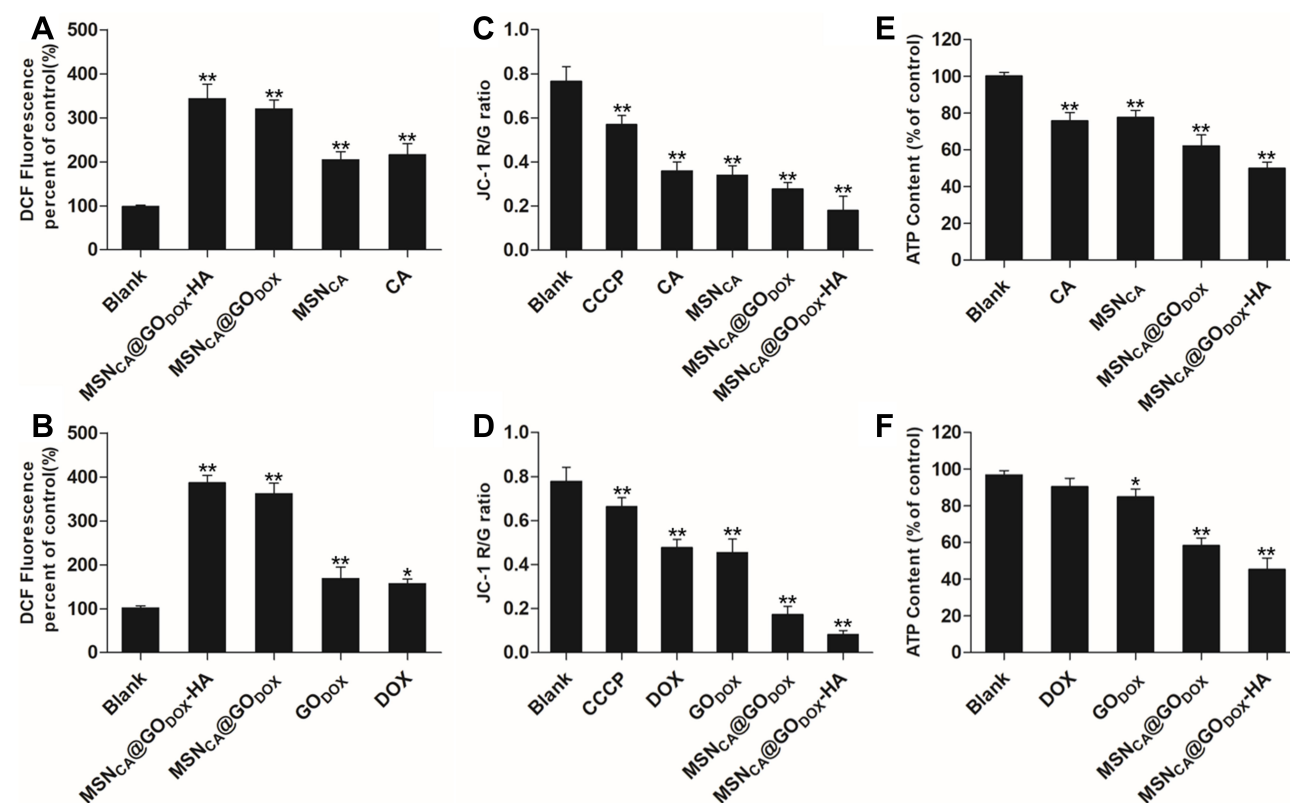 A
DCF Fluorescence
percent of control(%)
500
400
300
200
100
0
**
**
**
**
Blank
MSNCA@GODOX-HA
MSNCA@GODOX
MSNCA
CA
C
JC-1 R/G ratio
1.0
0.8
0.6
0.4
0.2
0.0
**
**
**
**
**
Blank
CCCP
CA
MSNCA
MSNCA@GODOX
MSNCA@GODOX-HA
E
ATP Content (% of control)
120
100
80
60
40
20
0
**
**
**
**
Blank
CA
MSNCA
MSNCA@GODOX
MSNCA@GODOX-HA
B
DCF Fluorescence
percent of control(%)
500
400
300
200
100
0
**
**
**
*
Blank
MSNCA@GODOX-HA
MSNCA@GODOX
GODOX
DOX
D
JC-1 R/G ratio
1.0
0.8
0.6
0.4
0.2
0.0
**
**
**
**
**
Blank
CCCP
DOX
GODOX
MSNCA@GODOX
MSNCA@GODOX-HA
F
ATP Content (% of control)
120
100
80
60
40
20
0
*
**
**
Blank
DOX
GODOX
MSNCA@GODOX
MSNCA@GODOX-HA